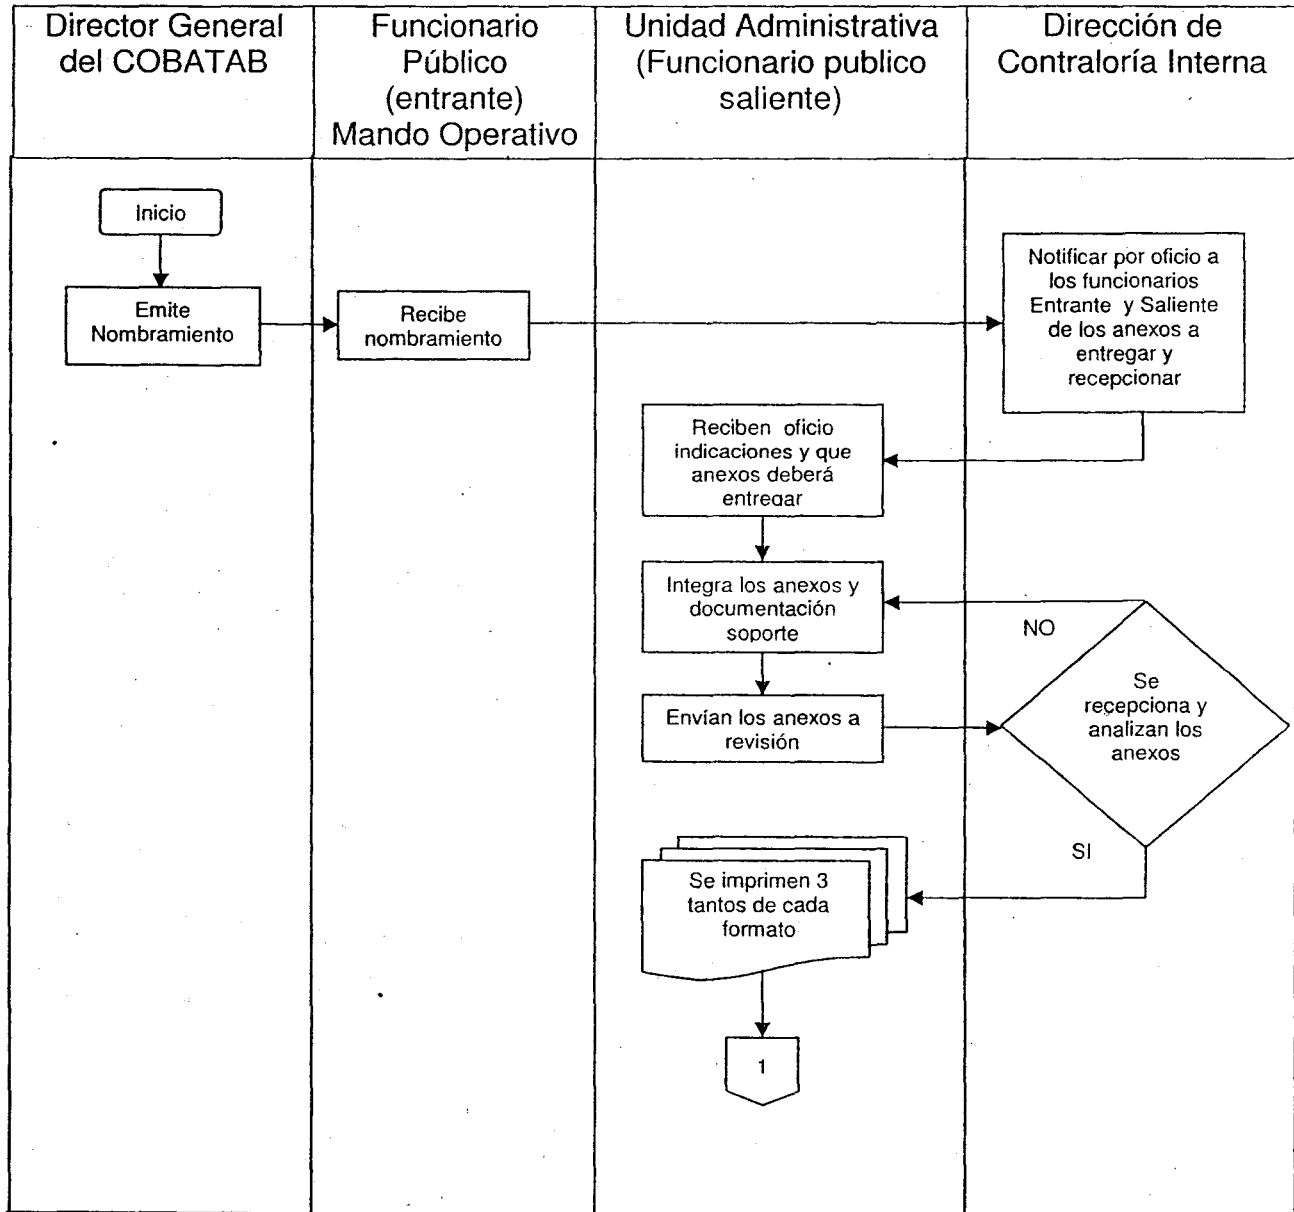 Director General
del COBATAB
Funcionario
Público
(entrante)
Mando Operativo
Unidad Administrativa
(Funcionario publico
saliente)
Dirección de
Contraloría Interna
Inicio
Emite
Nombramiento
Recibe
nombramiento
Notificar por oficio a
los funcionarios
Entrante y Saliente
de los anexos a
entregar y
recepcionar
Reciben oficio
indicaciones y que
anexos deberá
entregar
Integra los anexos y
documentación
soporte
NO
Envían los anexos a
revisión
Se
recepciona y
analizan los
anexos
SI
Se imprimen 3
tantos de cada
formato
1